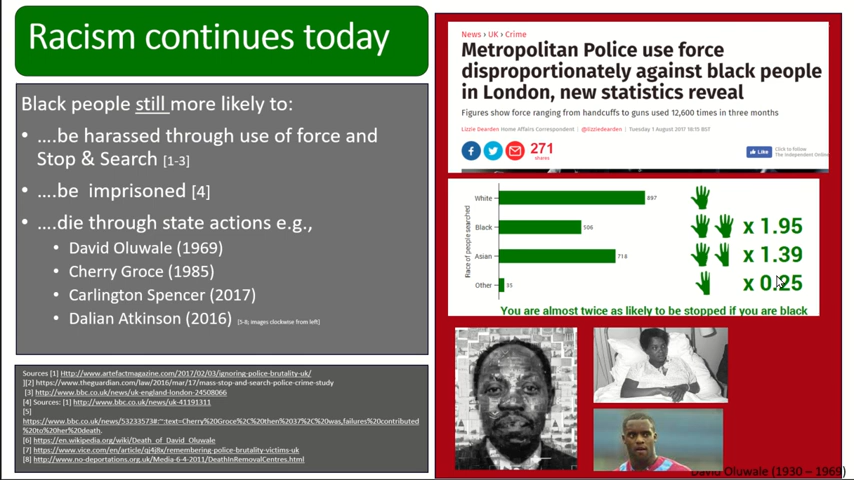 Racism continues today
Black people still more likely to:
• ….be harassed through use of force and
Stop & Search [1-3]
• ….be imprisoned [4]
• ….die through state actions e.g.,
• David Oluwale (1969)
• Cherry Groce (1985)
• Carlington Spencer (2017)
• Dalian Atkinson (2016) [5-8; images clockwise from left]
Sources [1] Http://www.artefactmagazine.com/2017/02/03/ignoring-police-brutality-uk/
][2] https://www.theguardian.com/law/2016/mar/17/mass-stop-and-search-police-crime-study
[3] http://www.bbc.co.uk/news/uk-england-london-24508066
[4] Sources: [1] http://www.bbc.co.uk/news/uk-41191311
[5]
https://www.bbc.co.uk/news/53233573#:~:text=Cherry%20Groce%2C%20then%2037%2C%20was,failures%20contributed
%20to%20her%20death.
[6] https://en.wikipedia.org/wiki/Death_of_David_Oluwale
[7] https://www.vice.com/en/article/qj4j8x/remembering-police-brutality-victims-uk
[8] http://www.no-deportations.org.uk/Media-6-4-2011/DeathInRemovalCentres.html
News › UK › Crime
Metropolitan Police use force
disproportionately against black people
in London, new statistics reveal
Figures show force ranging from handcuffs to guns used 12,600 times in three months
Lizzie Dearden Home Affairs Correspondent | @lizziedearden | Tuesday 1 August 2017 18:15 BST
271
shares
Like
Click to follow
The Independent Online
Race of people searched
White 897
Black 506 x 1.95
Asian 718 x 1.39
Other 35 x 0.25
You are almost twice as likely to be stopped if you are black
David Oluwale (1930 – 1969)